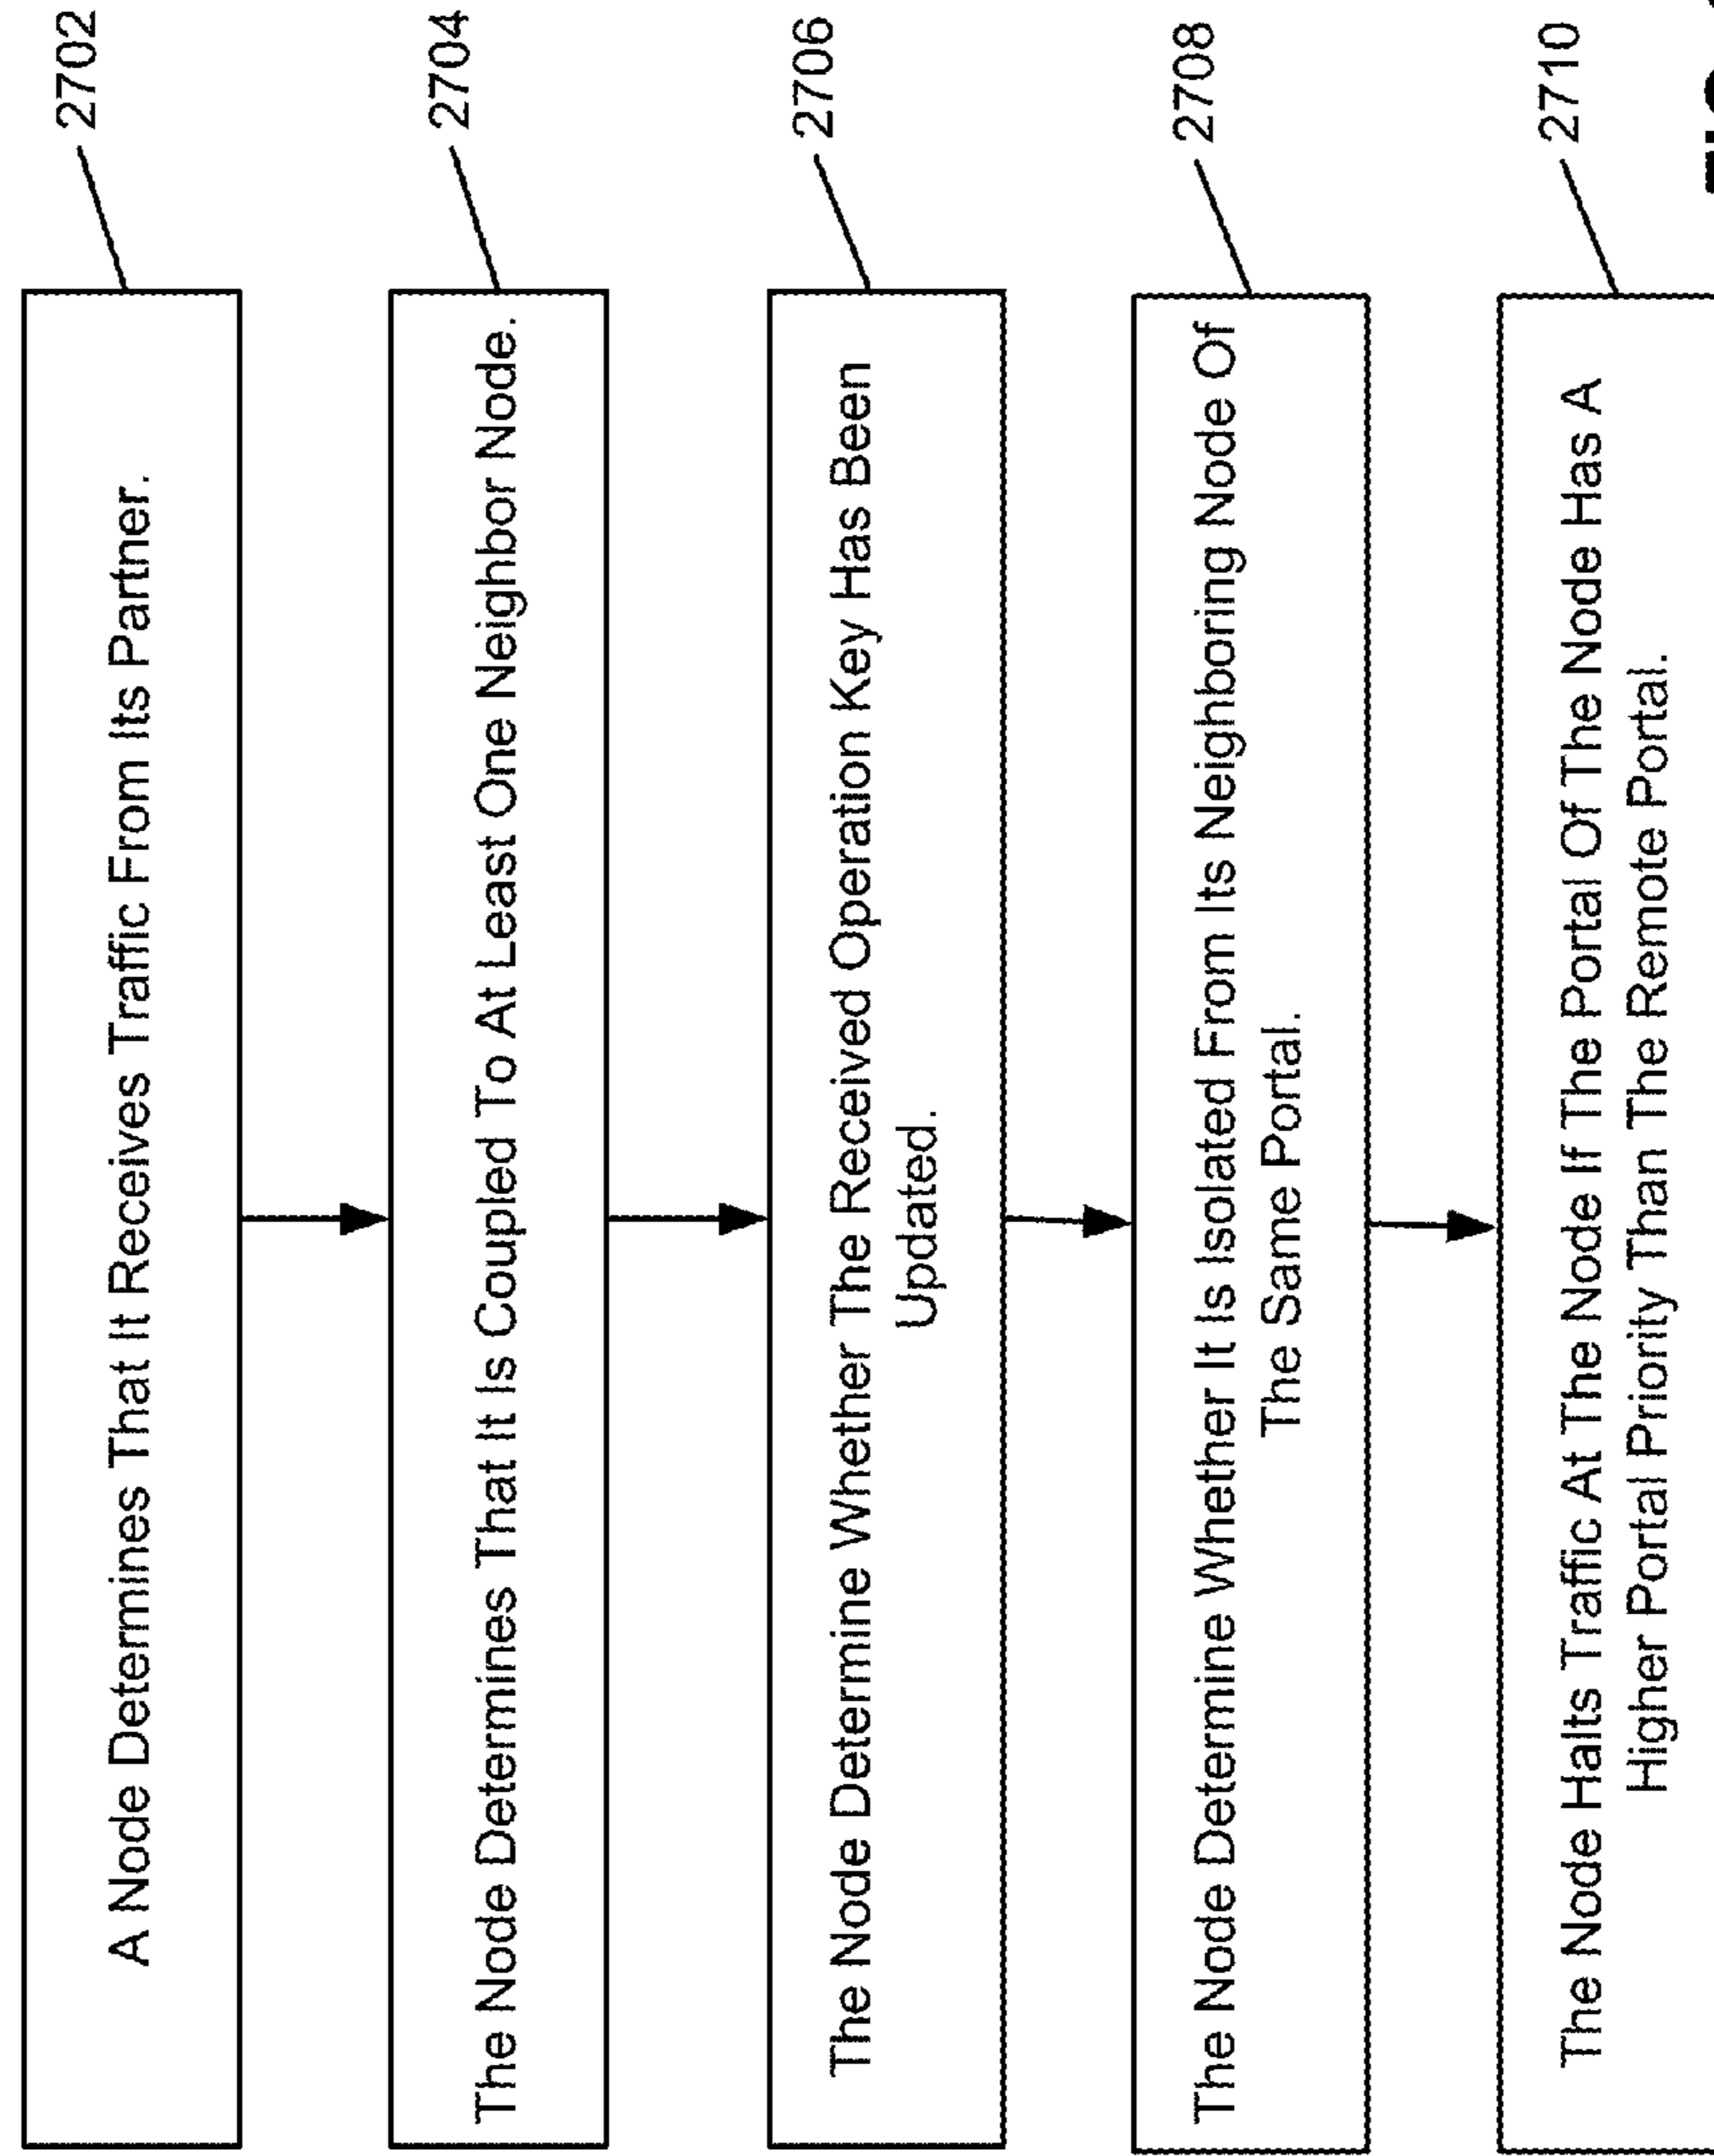 2702
A Node Determines That It Receives Traffic From Its Partner.
2704
The Node Determines That It Is Coupled To At Least One Neighbor Node.
2706
The Node Determine Whether The Received Operation Key Has Been
Updated.
2708
The Node Determine Whether It Is Isolated From Its Neighboring Node Of
The Same Portal.
2710
The Node Halts Traffic At The Node If The Portal Of The Node Has A
Higher Portal Priority Than The Remote Portal.